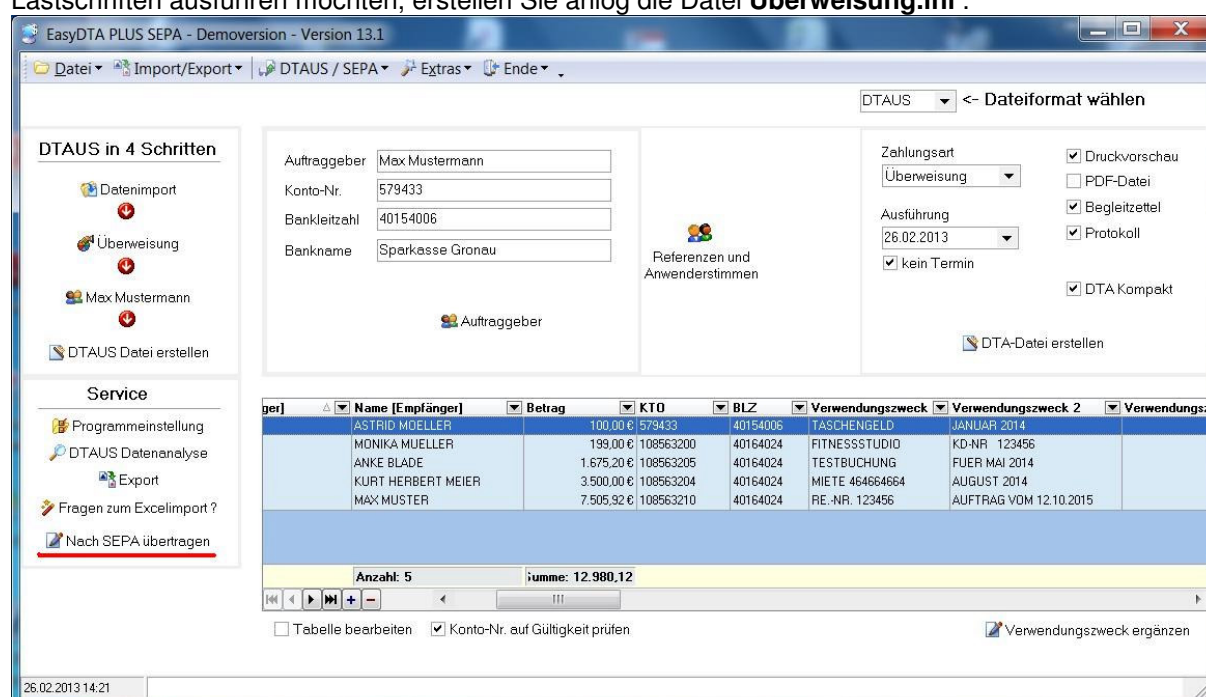 Lastschriften ausführen möchten, erstellen Sie anlog die Datei "Überweisung.ini".
EasyDTA PLUS SEPA - Demoversion - Version 13.1
Datei Import/Export DTAUS / SEPA Extras Ende
DTAUS <- Dateiformat wählen
DTAUS in 4 Schritten
Datenimport
Überweisung
Max Mustermann
DTAUS Datei erstellen
Auftraggeber Max Mustermann
Konto-Nr. 579433
Bankleitzahl 40154006
Bankname Sparkasse Gronau
Auftraggeber
Referenzen und
Anwenderstimmen
Zahlungsart
Überweisung
Ausführung
26.02.2013
kein Termin
Druckvorschau
PDF-Datei
Begleitzettel
Protokoll
DTA Kompakt
DTA-Datei erstellen
Service
Programmeinstellung
DTAUS Datenanalyse
Export
Fragen zum Excelimport ?
Nach SEPA übertragen
ger] Name [Empfänger] Betrag KTO BLZ Verwendungszweck Verwendungszweck 2 Verwendungsz
ASTRID MOELLER 100,00 € 579433 40154006 TASCHENGELD JANUAR 2014
MONIKA MUELLER 199,00 € 108563200 40164024 FITNESSSTUDIO KD-NR 123456
ANKE BLADE 1.675,20 € 108563205 40164024 TESTBUCHUNG FUER MAI 2014
KURT HERBERT MEIER 3.500,00 € 108563204 40164024 MIETE 464664664 AUGUST 2014
MAX MUSTER 7.505,92 € 108563210 40164024 RE.-NR. 123456 AUFTRAG VOM 12.10.2015
Anzahl: 5 Summe: 12.980,12
Tabelle bearbeiten Konto-Nr. auf Gültigkeit prüfen Verwendungszweck ergänzen
26.02.2013 14:21